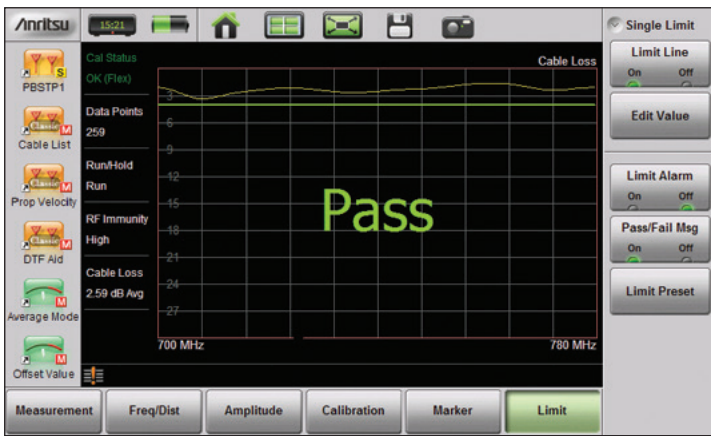 Anritsu
15:21
Single Limit
PBSTP1
S
Classic M
Cable List
Classic M
Prop Velocity
Classic M
DTF Aid
M
Average Mode
M
Offset Value
Cal Status
OK (Flex)
Data Points
259
Run/Hold
Run
RF Immunity
High
Cable Loss
2.59 dB Avg
Cable Loss
3
6
9
12
15
18
21
24
27
Pass
700 MHz
780 MHz
Limit Line
On Off
Edit Value
Limit Alarm
On Off
Pass/Fail Msg
On Off
Limit Preset
Measurement
Freq/Dist
Amplitude
Calibration
Marker
Limit